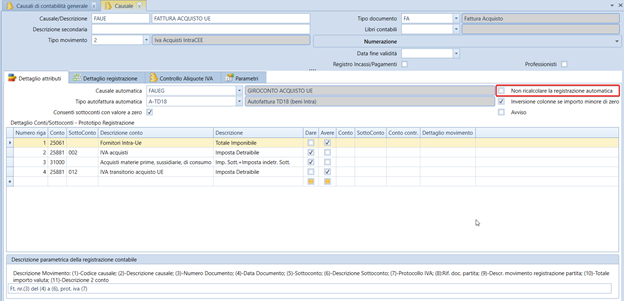 Causali di contabilità generale
Causale
Causale/Descrizione FAUE FATTURA ACQUISTO UE Tipo documento FA Fattura Acquisto
Descrizione secondaria Libri contabili
Tipo movimento 2 Iva Acquisti IntraCEE Numerazione
Data fine validità
Registro Incassi/Pagamenti Professionisti
Dettaglio attributi Dettaglio registrazione Controllo Aliquote IVA Parametri
Causale automatica FAUEG GIROCONTO ACQUISTO UE Non ricalcolare la registrazione automatica
Tipo autofattura automatica A-TD18 Autofattura TD18 (beni Intra) Inversione colonne se importo minore di zero
Consenti sottoconti con valore a zero Avviso
Dettaglio Conti/Sottoconti - Prototipo Registrazione
Numero riga Conto SottoConto Descrizione conto Descrizione Dare Avere Conto SottoConto Conto contr. Dettaglio movimento
1 25061 Fornitori Intra-Ue Totale Imponibile
2 25881 002 IVA acquisti Imposta Detraibile
3 31000 Acquisti materie prime, sussidiarie, di consumo Imp. Sott.+Imposta indetr. Sott.
4 25881 012 IVA transitorio acquisto UE Imposta Detraibile
Descrizione parametrica della registrazione contabile
Descrizione Movimento: (1)-Codice causale; (2)-Descrizione causale; (3)-Numero Documento; (4)-Data Documento; (5)-Sottoconto; (6)-Descrizione Sottoconto; (7)-Protocollo IVA; (8)Rif. doc. partita; (9)-Descr. movimento registrazione partita; (10)-Totale
importo valuta; (11)-Descrizione 2 conto
Ft. nr.(3) del (4) a (6); prot. iva (7)